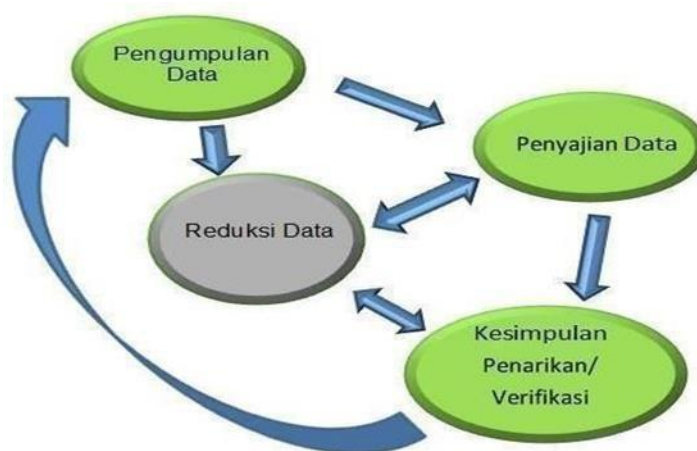 Pengumpulan
Data
Penyajian Data
Reduksi Data
Kesimpulan
Penarikan/
Verifikasi